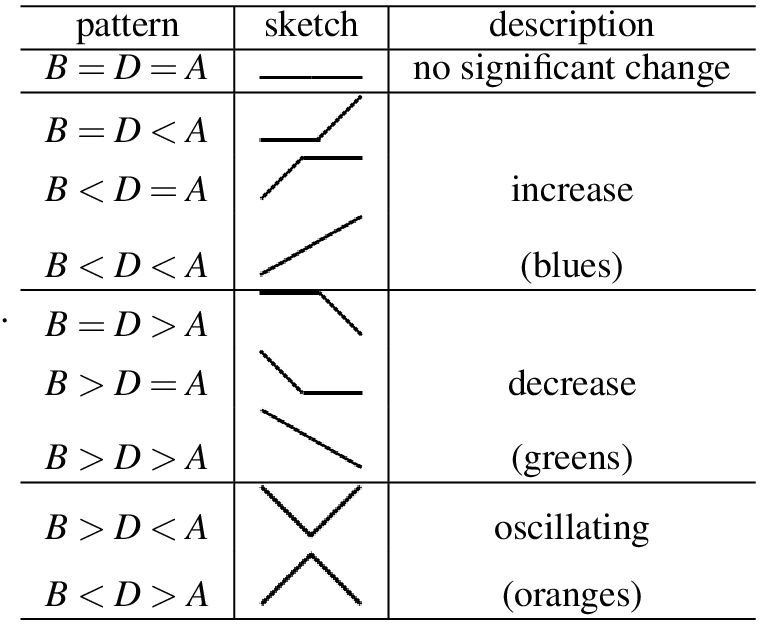 pattern sketch description
B = D = A no significant change
B = D < A
B < D = A increase
B < D < A (blues)
. B = D > A
B > D = A decrease
B > D > A (greens)
B > D < A oscillating
B < D > A (oranges)